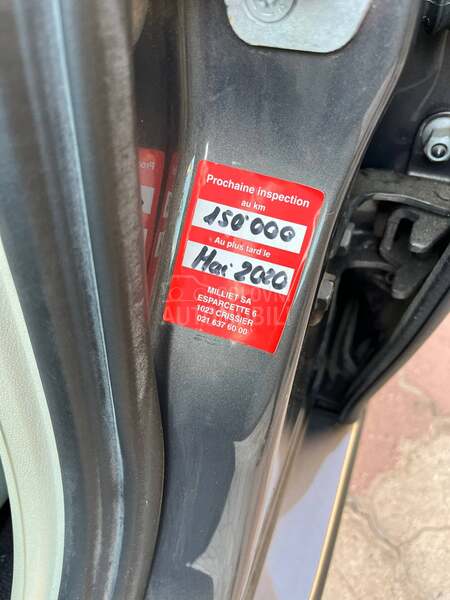 Prochaine inspection
au km
150'000
Au plus tard le
Mai 2020
MILLIET SA
ESPARCETTE 6
1023 CRISSIER
021 637 60 00